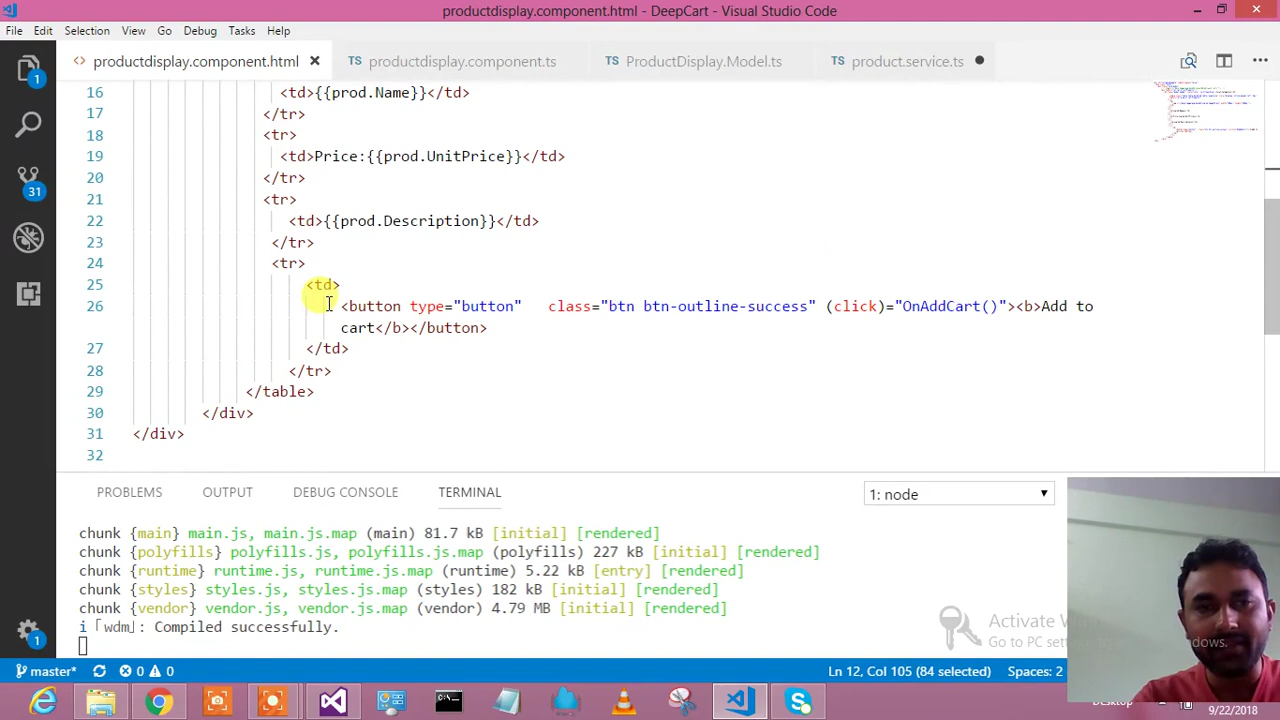 productdisplay.component.html - DeepCart - Visual Studio Code
File Edit Selection View Go Debug Tasks Help
<> productdisplay.component.html
TS productdisplay.component.ts
TS ProductDisplay.Model.ts
TS product.service.ts
1
31
1
16 <td>{{prod.Name}}</td>
17 </tr>
18 <tr>
19 <td>Price:{{prod.UnitPrice}}</td>
20 </tr>
21 <tr>
22 <td>{{prod.Description}}</td>
23 </tr>
24 <tr>
25 <td>
26 <button type="button" class="btn btn-outline-success" (click)="OnAddCart()"><b>Add to
cart</b></button>
27 </td>
28 </tr>
29 </table>
30 </div>
31 </div>
32
PROBLEMS OUTPUT DEBUG CONSOLE TERMINAL 1: node
chunk {main} main.js, main.js.map (main) 81.7 kB [initial] [rendered]
chunk {polyfills} polyfills.js, polyfills.js.map (polyfills) 227 kB [initial] [rendered]
chunk {runtime} runtime.js, runtime.js.map (runtime) 5.22 kB [entry] [rendered]
chunk {styles} styles.js, styles.js.map (styles) 182 kB [initial] [rendered]
chunk {vendor} vendor.js, vendor.js.map (vendor) 4.79 MB [initial] [rendered]
i ｢wdm｣: Compiled successfully.
Activate
Go to PC
master* 0 0 Ln 12, Col 105 (84 selected) Spaces: 2
Desktop
9/22/2018